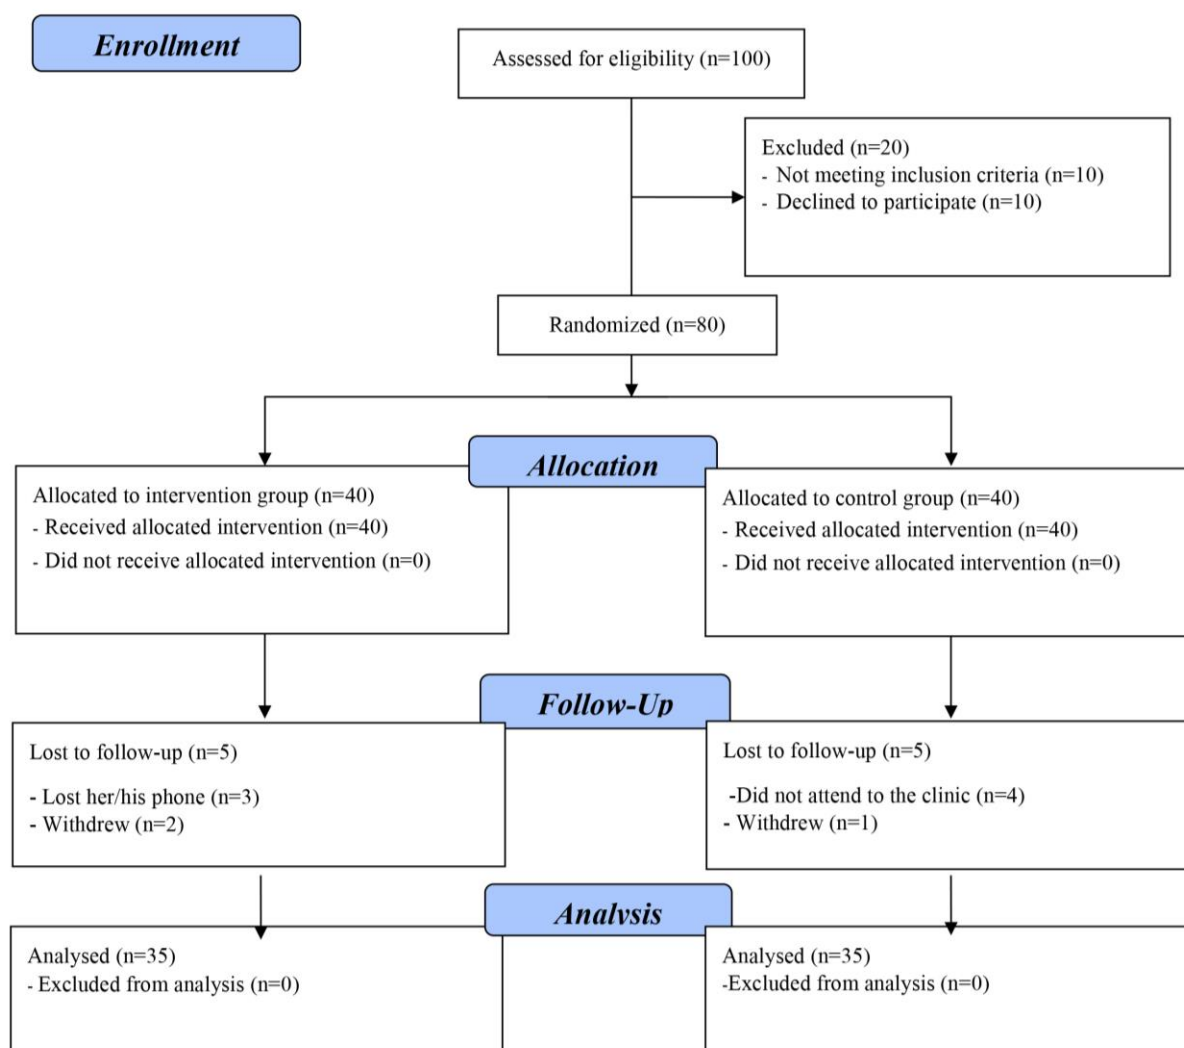 Enrollment
Assessed for eligibility (n=100)
Excluded (n=20)
- Not meeting inclusion criteria (n=10)
- Declined to participate (n=10)
Randomized (n=80)
Allocation
Allocated to intervention group (n=40)
- Received allocated intervention (n=40)
- Did not receive allocated intervention (n=0)
Allocated to control group (n=40)
- Received allocated intervention (n=40)
- Did not receive allocated intervention (n=0)
Follow-Up
Lost to follow-up (n=5)
- Lost her/his phone (n=3)
- Withdrew (n=2)
Lost to follow-up (n=5)
-Did not attend to the clinic (n=4)
- Withdrew (n=1)
Analysis
Analysed (n=35)
- Excluded from analysis (n=0)
Analysed (n=35)
-Excluded from analysis (n=0)